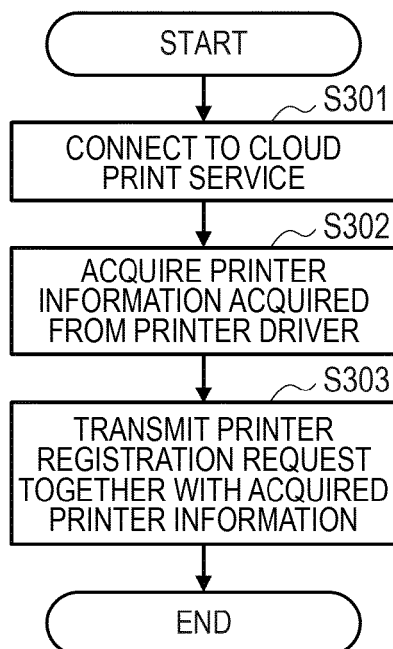 START
S301
CONNECT TO CLOUD
PRINT SERVICE
S302
ACQUIRE PRINTER
INFORMATION ACQUIRED
FROM PRINTER DRIVER
S303
TRANSMIT PRINTER
REGISTRATION REQUEST
TOGETHER WITH ACQUIRED
PRINTER INFORMATION
END